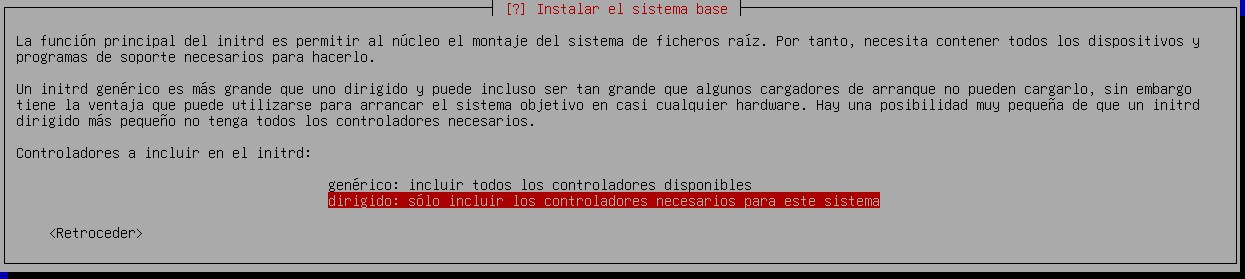 [?] Instalar el sistema base
La función principal del initrd es permitir al núcleo el montaje del sistema de ficheros raíz. Por tanto, necesita contener todos los dispositivos y
programas de soporte necesarios para hacerlo.
Un initrd genérico es más grande que uno dirigido y puede incluso ser tan grande que algunos cargadores de arranque no pueden cargarlo, sin embargo
tiene la ventaja que puede utilizarse para arrancar el sistema objetivo en casi cualquier hardware. Hay una posibilidad muy pequeña de que un initrd
dirigido más pequeño no tenga todos los controladores necesarios.
Controladores a incluir en el initrd:
genérico: incluir todos los controladores disponibles
dirigido: sólo incluir los controladores necesarios para este sistema
<Retroceder>